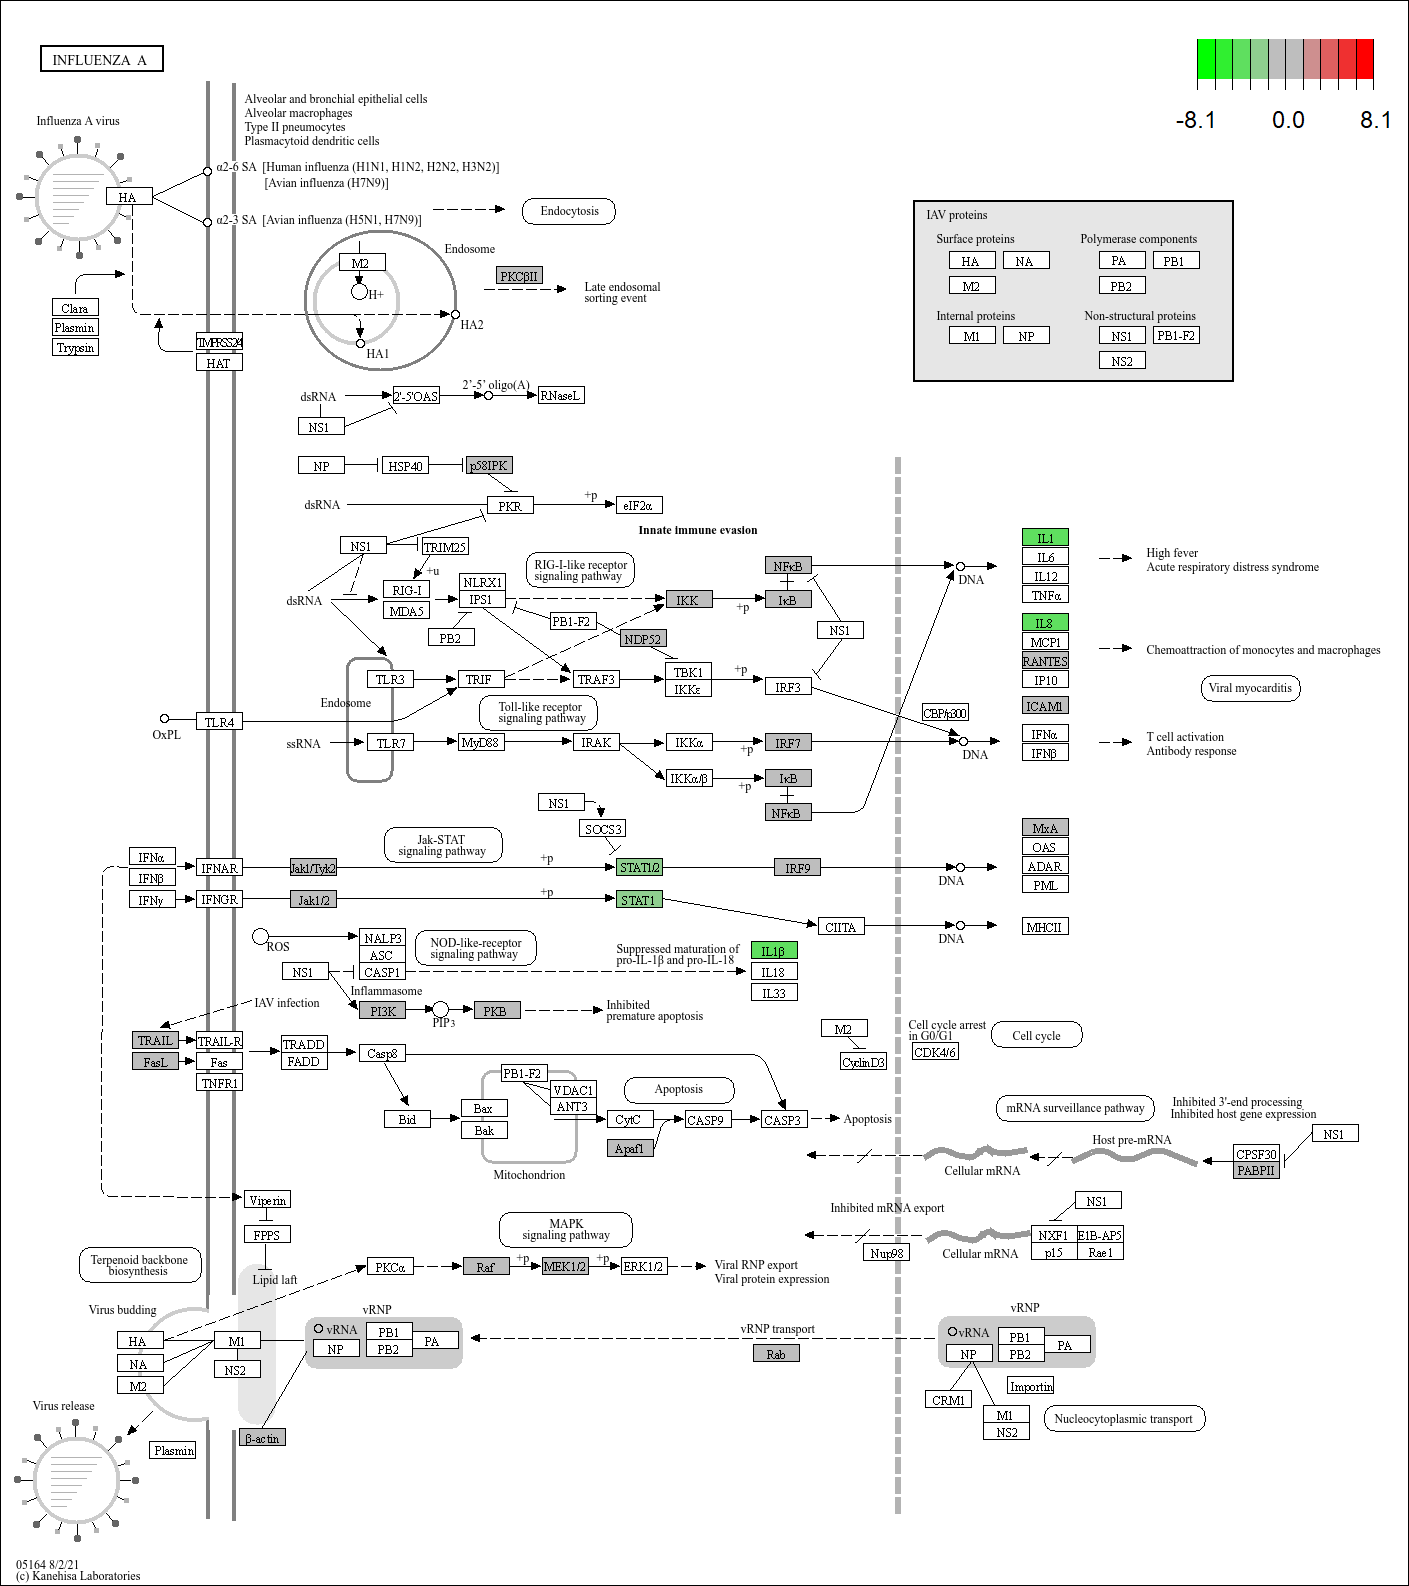 INFLUENZA A
-8.1 0.0 8.1
Alveolar and bronchial epithelial cells
Alveolar macrophages
Type II pneumocytes
Plasmacytoid dendritic cells
Influenza A virus
α2-6 SA [Human influenza (H1N1, H1N2, H2N2, H3N2)]
[Avian influenza (H7N9)]
HA
α2-3 SA [Avian influenza (H5N1, H7N9)]
Endocytosis
IAV proteins
Surface proteins
HA
NA
M2
Polymerase components
PA
PB1
PB2
Internal proteins
M1
NP
Non-structural proteins
NS1
PB1-F2
NS2
Endosome
M2
H+
HA2
HA1
PKCβII
Late endosomal
sorting event
Clara
Plasmin
Trypsin
HAT
dsRNA
2'-5'OAS
2'-5' oligo(A)
RNaseL
NS1
NP
HSP40
p58IPK
dsRNA
PKR
+p
eIF2α
Innate immune evasion
NS1
TRIM25
+u
RIG-I
MDA5
dsRNA
NLRX1
IPS1
PB2
RIG-I-like receptor
signaling pathway
PB1-F2
NDP52
IKK
+p
NFκB
IκB
NS1
DNA
IL1
IL6
IL12
TNFα
High fever
Acute respiratory distress syndrome
IL8
MCP1
RANTES
IP10
Chemoattraction of monocytes and macrophages
Viral myocarditis
ICAM1
Endosome
TLR3
TRIF
TRAF3
TBK1
IKKε
+p
IRF3
CBP/p300
Toll-like receptor
signaling pathway
OxPL
TLR4
ssRNA
TLR7
MyD88
IRAK
IKKα
+p
IRF7
DNA
IFNα
IFNβ
T cell activation
Antibody response
IKKα/β
+p
IκB
NFκB
NS1
SOCS3
Jak-STAT
signaling pathway
IFNα
IFNβ
IFNAR
Jak1/Tyk2
+p
STAT1/2
IRF9
DNA
MxA
OAS
ADAR
PML
IFNγ
IFNGR
Jak1/2
+p
STAT1
CIITA
DNA
MHCII
ROS
NALP3
ASC
CASP1
NS1
Inflammasome
NOD-like-receptor
signaling pathway
Suppressed maturation of
pro-IL-1β and pro-IL-18
IL1β
IL18
IL33
IAV infection
PI3K
PIP3
PKB
Inhibited
premature apoptosis
TRAIL
TRAIL-R
FasL
Fas
TNFR1
TRADD
FADD
Casp8
M2
CyclinD3
Cell cycle arrest
in G0/G1
CDK4/6
Cell cycle
Bid
Bax
Bak
PB1-F2
VDAC1
ANT3
Mitochondrion
Apoptosis
CytC
CASP9
CASP3
Apoptosis
Apaf1
mRNA surveillance pathway
Inhibited 3'-end processing
Inhibited host gene expression
NS1
Host pre-mRNA
CPSF30
PABPII
Cellular mRNA
Viperin
FPPS
Lipid laft
Terpenoid backbone
biosynthesis
MAPK
signaling pathway
PKCα
Raf
+p
MEK1/2
+p
ERK1/2
Viral RNP export
Viral protein expression
Inhibited mRNA export
NS1
Nup98
Cellular mRNA
NXF1
E1B-AP5
p15
Rae1
Virus budding
HA
NA
M2
M1
NS2
vRNP
vRNA
NP
PB1
PB2
PA
vRNP transport
Rab
vRNP
vRNA
NP
PB1
PB2
PA
CRM1
Importin
M1
NS2
Nucleocytoplasmic transport
β-actin
Virus release
Plasmin
05164 8/2/21
(c) Kanehisa Laboratories